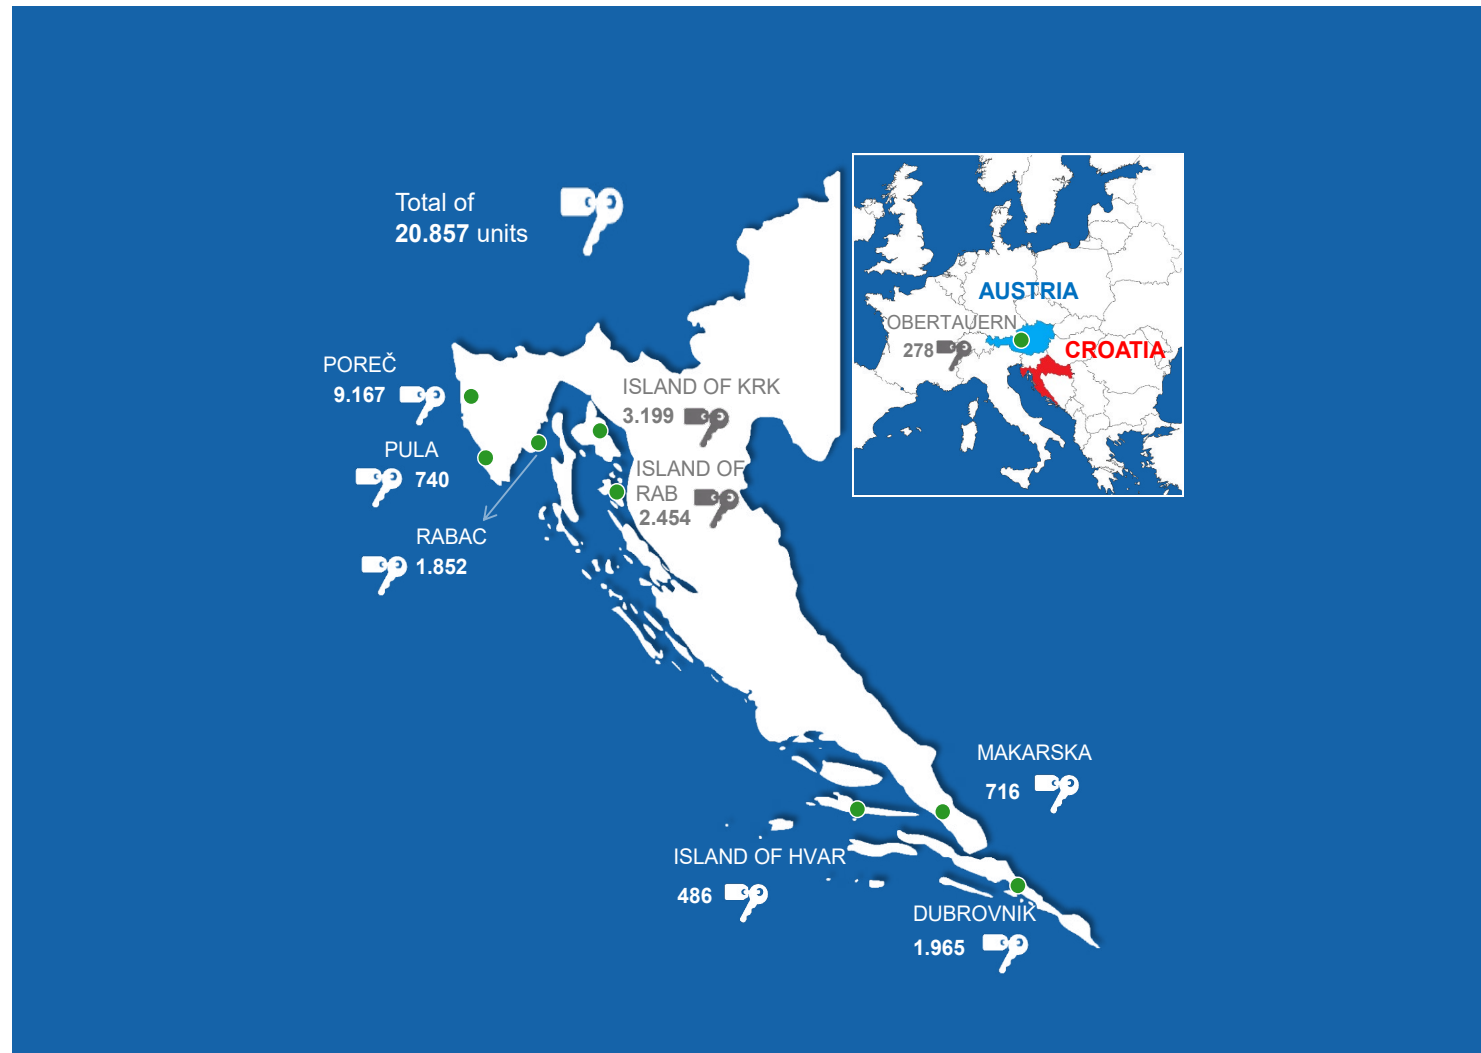 Total of
20.857 units
AUSTRIA
OBERTAUERN
278
CROATIA
POREČ
9.167
ISLAND OF KRK
3.199
PULA
740
ISLAND OF
RAB
2.454
RABAC
1.852
MAKARSKA
716
ISLAND OF HVAR
486
DUBROVNIK
1.965